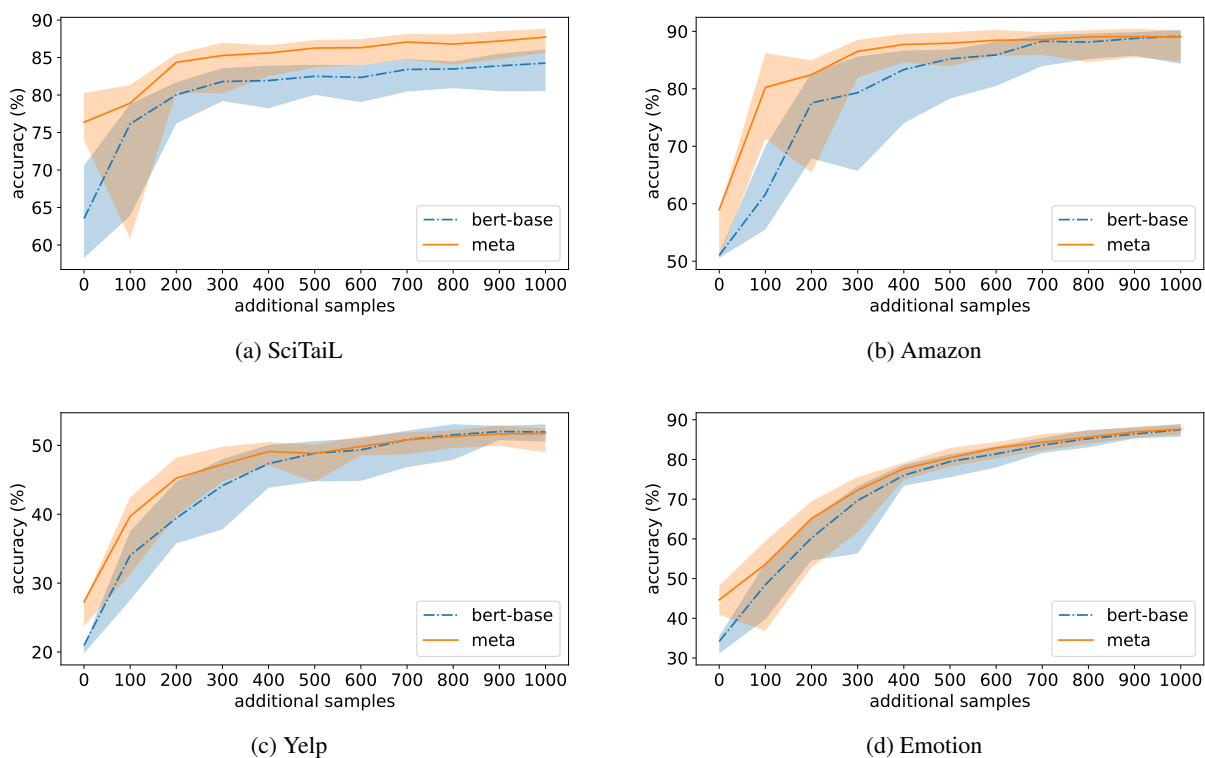 90
85
80
75
70
65
60
accuracy (%)
bert-base
meta
0 100 200 300 400 500 600 700 800 900 1000
additional samples
(a) SciTaiL
90
80
70
60
50
accuracy (%)
bert-base
meta
0 100 200 300 400 500 600 700 800 900 1000
additional samples
(b) Amazon
50
40
30
20
accuracy (%)
bert-base
meta
0 100 200 300 400 500 600 700 800 900 1000
additional samples
(c) Yelp
90
80
70
60
50
40
30
accuracy (%)
bert-base
meta
0 100 200 300 400 500 600 700 800 900 1000
additional samples
(d) Emotion